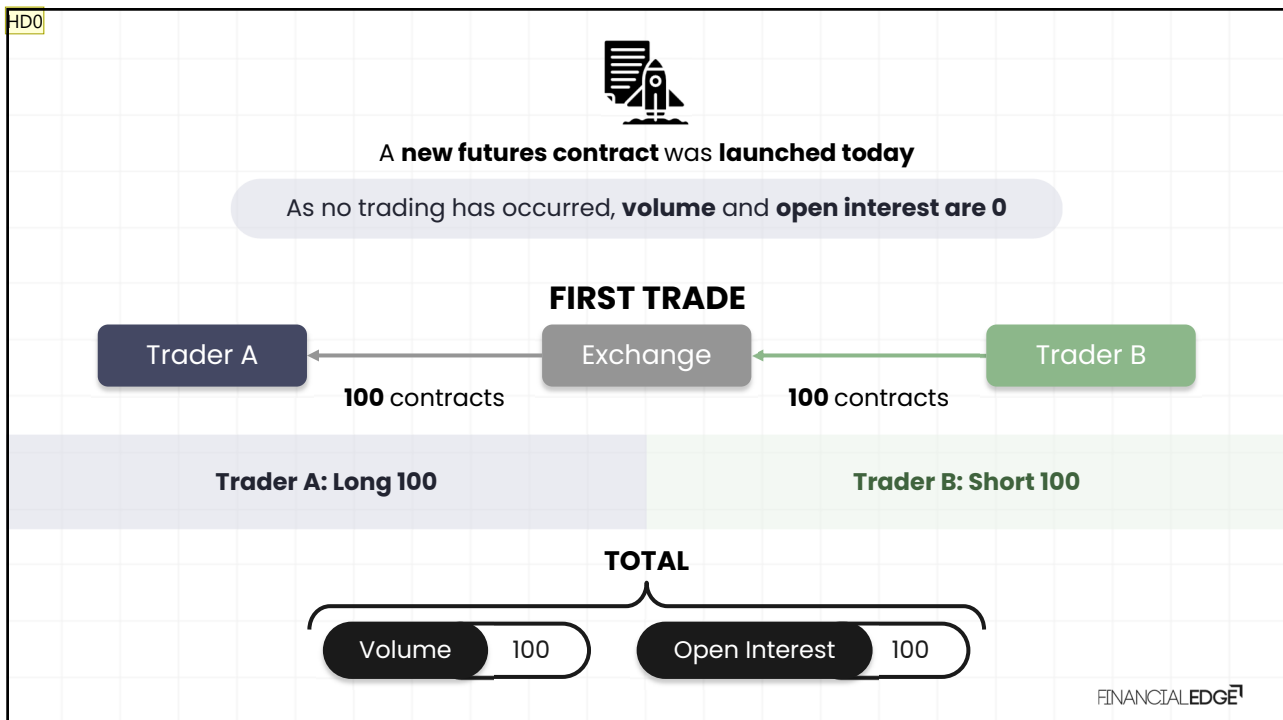 HD0
A new futures contract was launched today
As no trading has occurred, volume and open interest are 0
FIRST TRADE
Trader A
Exchange
Trader B
100 contracts
100 contracts
Trader A: Long 100
Trader B: Short 100
TOTAL
Volume 100
Open Interest 100
FINANCIALEDGE